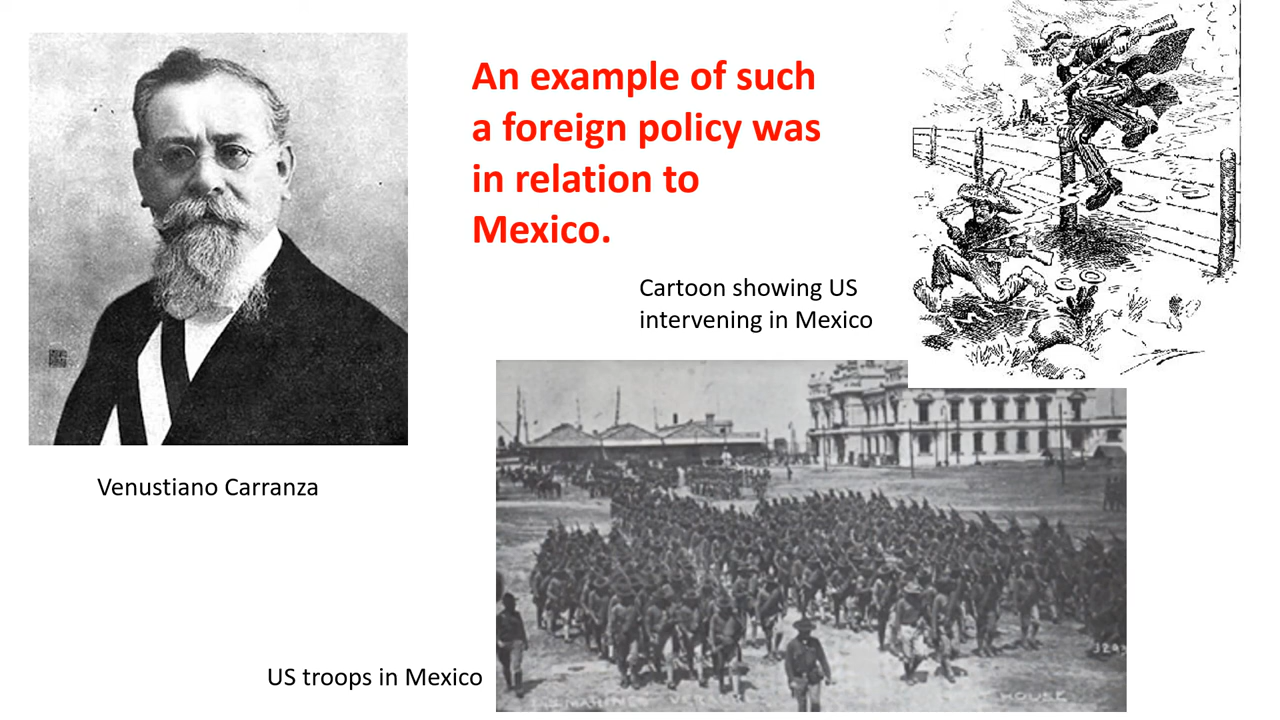 An example of such
a foreign policy was
in relation to
Mexico.
Cartoon showing US
intervening in Mexico
Venustiano Carranza
US troops in Mexico
HOUSE